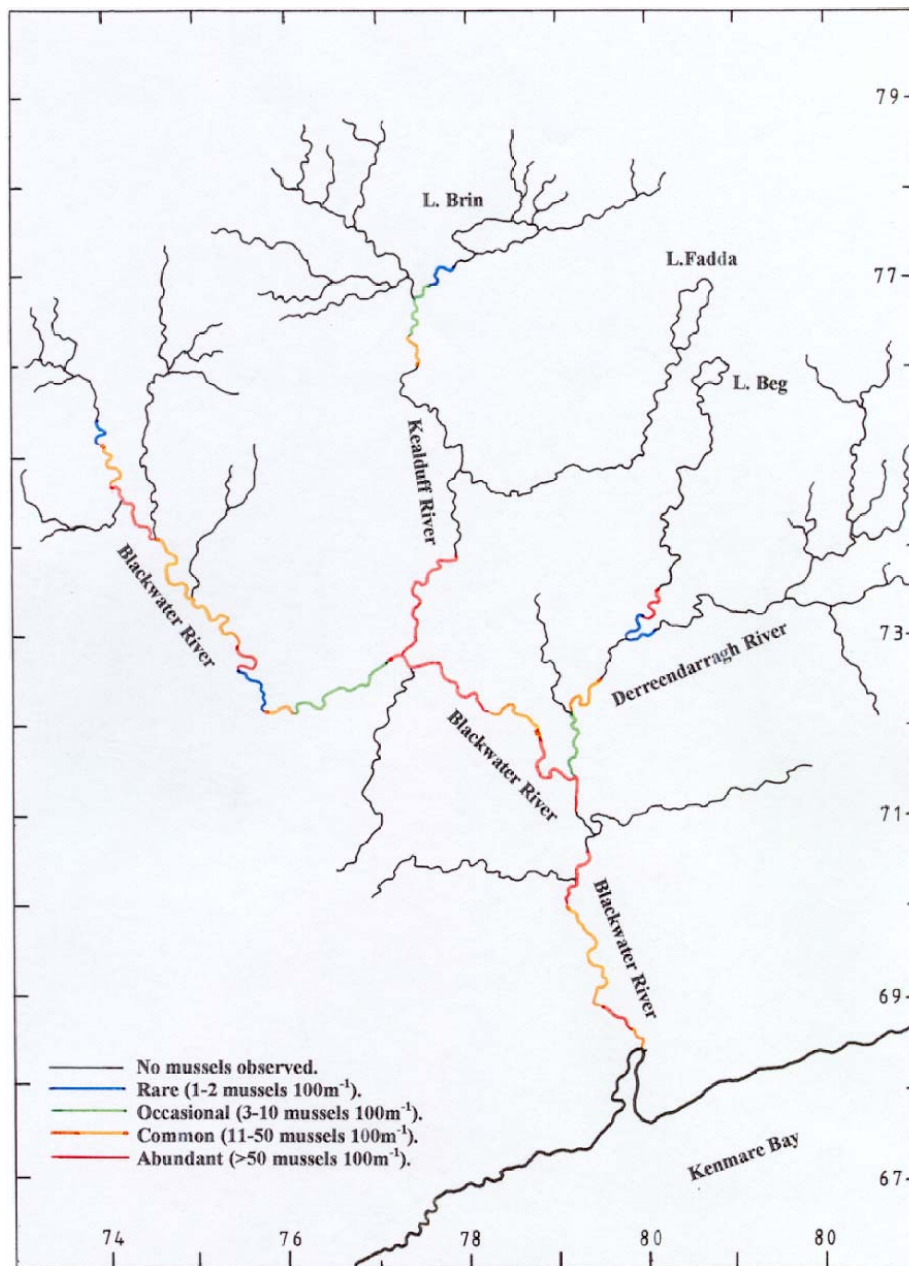 79
L. Brin
L.Fadda
77
L. Beg
Kealduff River
Blackwater River
73
Derreendarragh River
Blackwater River
71
Blackwater River
69
No mussels observed.
Rare (1-2 mussels 100m⁻¹).
Occasional (3-10 mussels 100m⁻¹).
Common (11-50 mussels 100m⁻¹).
Abundant (>50 mussels 100m⁻¹).
Kenmare Bay
67
74 76 78 80 80